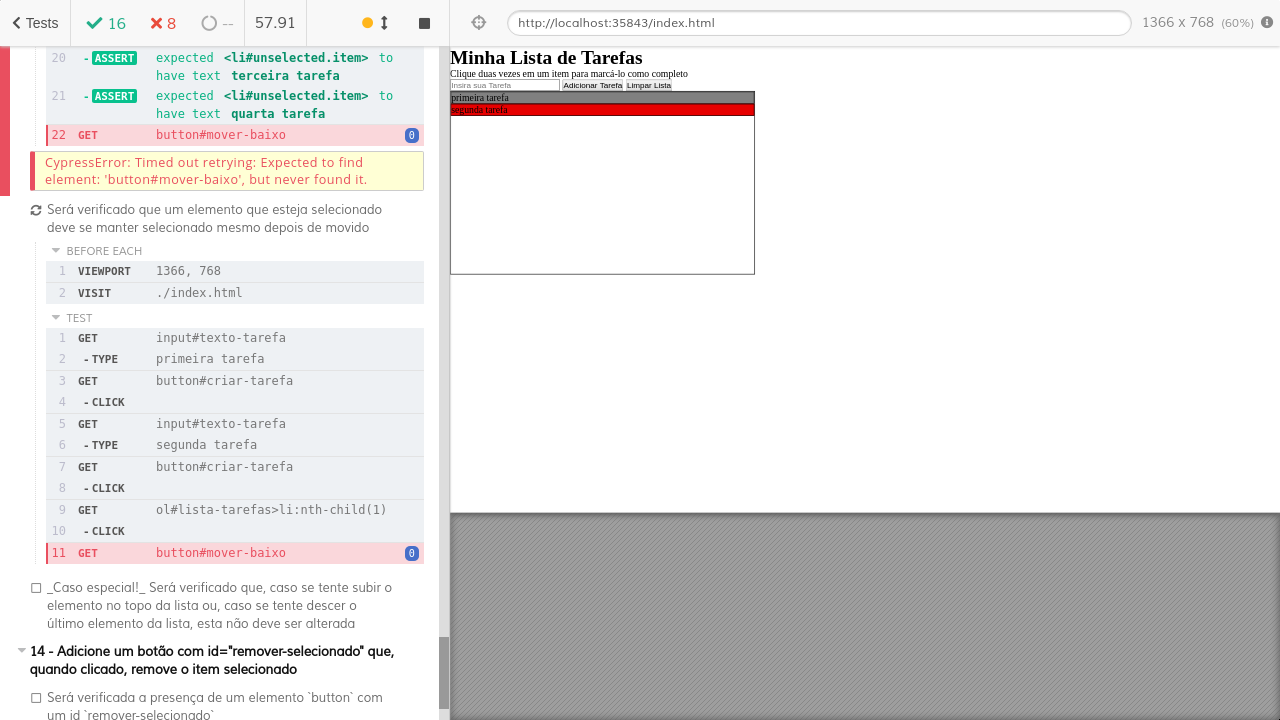 Tests
16
8
--
57.91
http://localhost:35843/index.html
1366 x 768 (60%)
20 -ASSERT expected <li#unselected.item> to
have text terceira tarefa
21 -ASSERT expected <li#unselected.item> to
have text quarta tarefa
22 GET button#mover-baixo 0
CypressError: Timed out retrying: Expected to find
element: 'button#mover-baixo', but never found it.
Será verificado que um elemento que esteja selecionado
deve se manter selecionado mesmo depois de movido
BEFORE EACH
1 VIEWPORT 1366, 768
2 VISIT ./index.html
TEST
1 GET input#texto-tarefa
2 -TYPE primeira tarefa
3 GET button#criar-tarefa
4 -CLICK
5 GET input#texto-tarefa
6 -TYPE segunda tarefa
7 GET button#criar-tarefa
8 -CLICK
9 GET ol#lista-tarefas>li:nth-child(1)
10 -CLICK
11 GET button#mover-baixo 0
_Caso especial!_ Será verificado que, caso se tente subir o
elemento no topo da lista ou, caso se tente descer o
último elemento da lista, esta não deve ser alterada
14 - Adicione um botão com id="remover-selecionado" que,
quando clicado, remove o item selecionado
Será verificada a presença de um elemento `button` com
um id `remover-selecionado`
Minha Lista de Tarefas
Clique duas vezes em um item para marcá-lo como completo
Insira sua Tarefa Adicionar Tarefa Limpar Lista
primeira tarefa
segunda tarefa